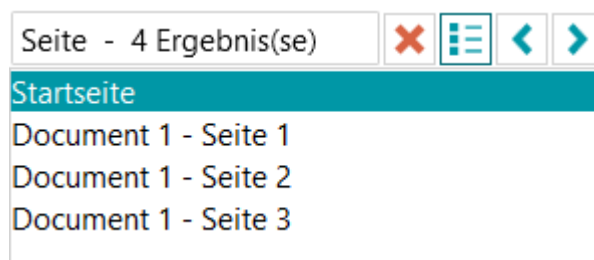 Seite - 4 Ergebnis(se)
Startseite
Document 1 - Seite 1
Document 1 - Seite 2
Document 1 - Seite 3